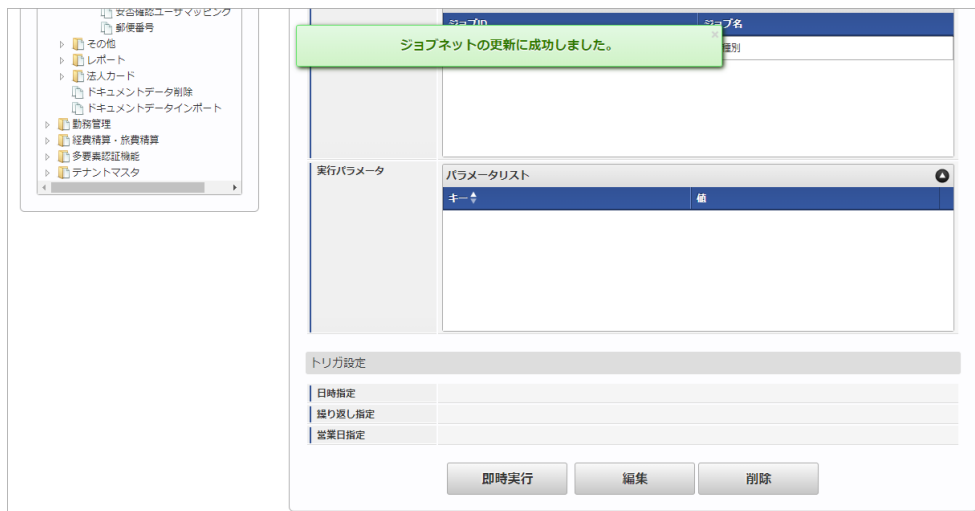 安否確認ユーザマッピング
郵便番号
その他
レポート
法人カード
ドキュメントデータ削除
ドキュメントデータインポート
勤務管理
経費精算・旅費精算
多要素認証機能
テナントマスタ
ジョブID
ジョブ名
ジョブネットの更新に成功しました。
×
種別
実行パラメータ
パラメータリスト
キー
値
トリガ設定
日時指定
繰り返し指定
営業日指定
即時実行
編集
削除